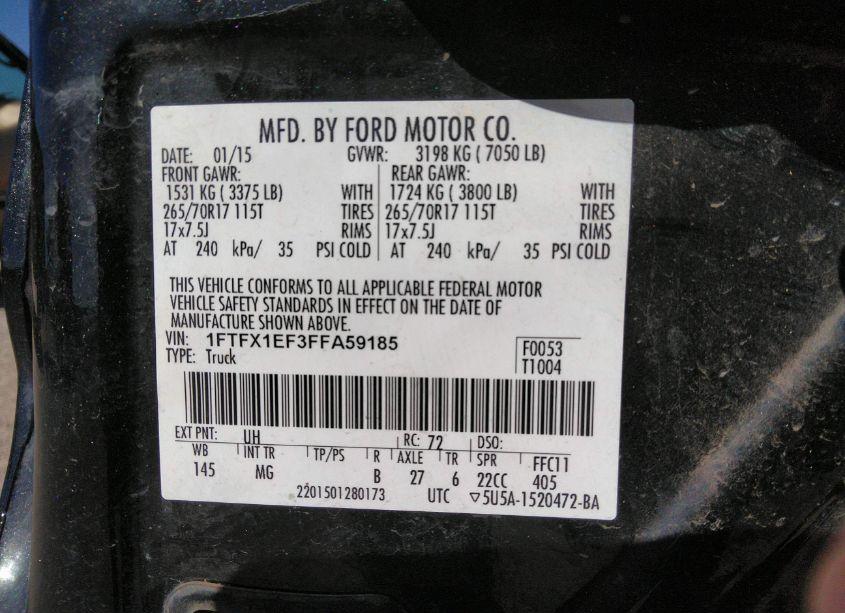 MFD. BY FORD MOTOR CO.
DATE: 01/15 GVWR: 3198 KG ( 7050 LB)
FRONT GAWR: REAR GAWR:
1531 KG ( 3375 LB) WITH 1724 KG ( 3800 LB) WITH
265/70R17 115T TIRES 265/70R17 115T TIRES
17x7.5J RIMS 17x7.5J RIMS
AT 240 kPa/ 35 PSI COLD AT 240 kPa/ 35 PSI COLD
THIS VEHICLE CONFORMS TO ALL APPLICABLE FEDERAL MOTOR
VEHICLE SAFETY STANDARDS IN EFFECT ON THE DATE OF
MANUFACTURE SHOWN ABOVE.
VIN: 1FTFX1EF3FFA59185 F0053
TYPE: Truck T1004
EXT PNT: UH RC: 72 DSO:
WB INT TR TP/PS R AXLE TR SPR FFC11
145 MG B 27 6 22CC 405
2201501280173 UTC ▽5U5A-1520472-BA